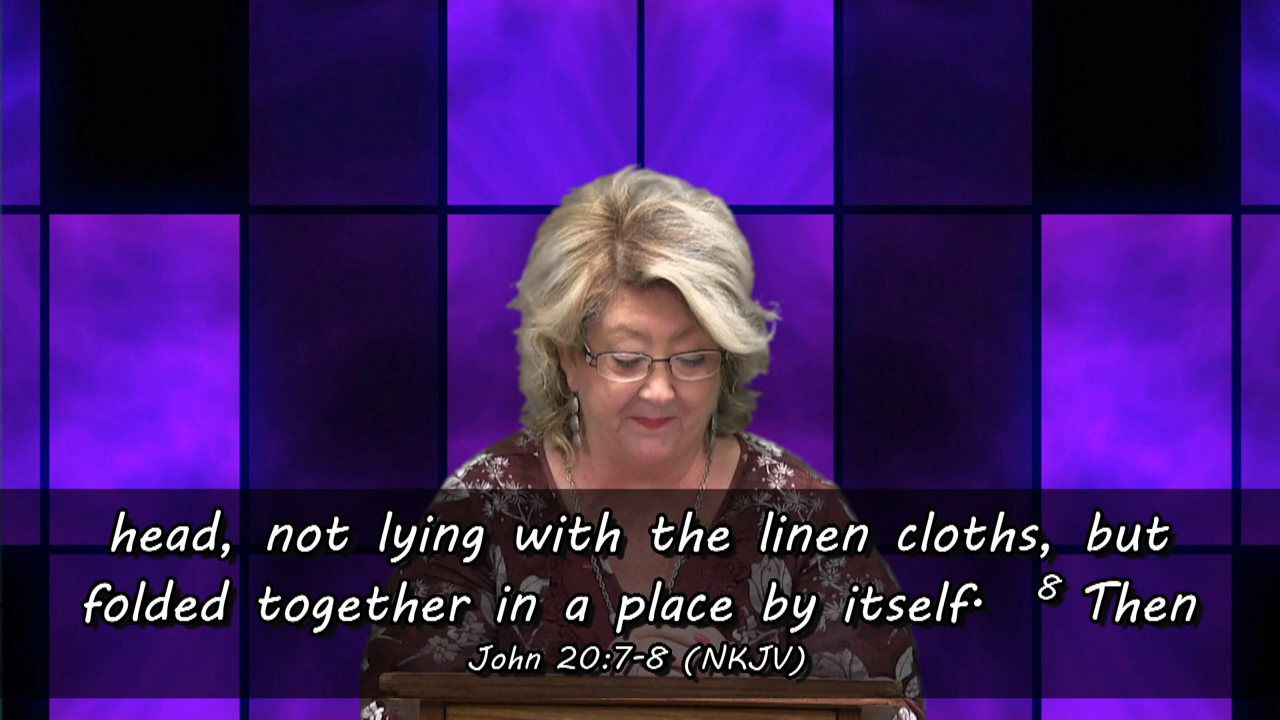 head, not lying with the linen cloths, but
folded together in a place by itself. ⁸ Then
John 20:7-8 (NKJV)